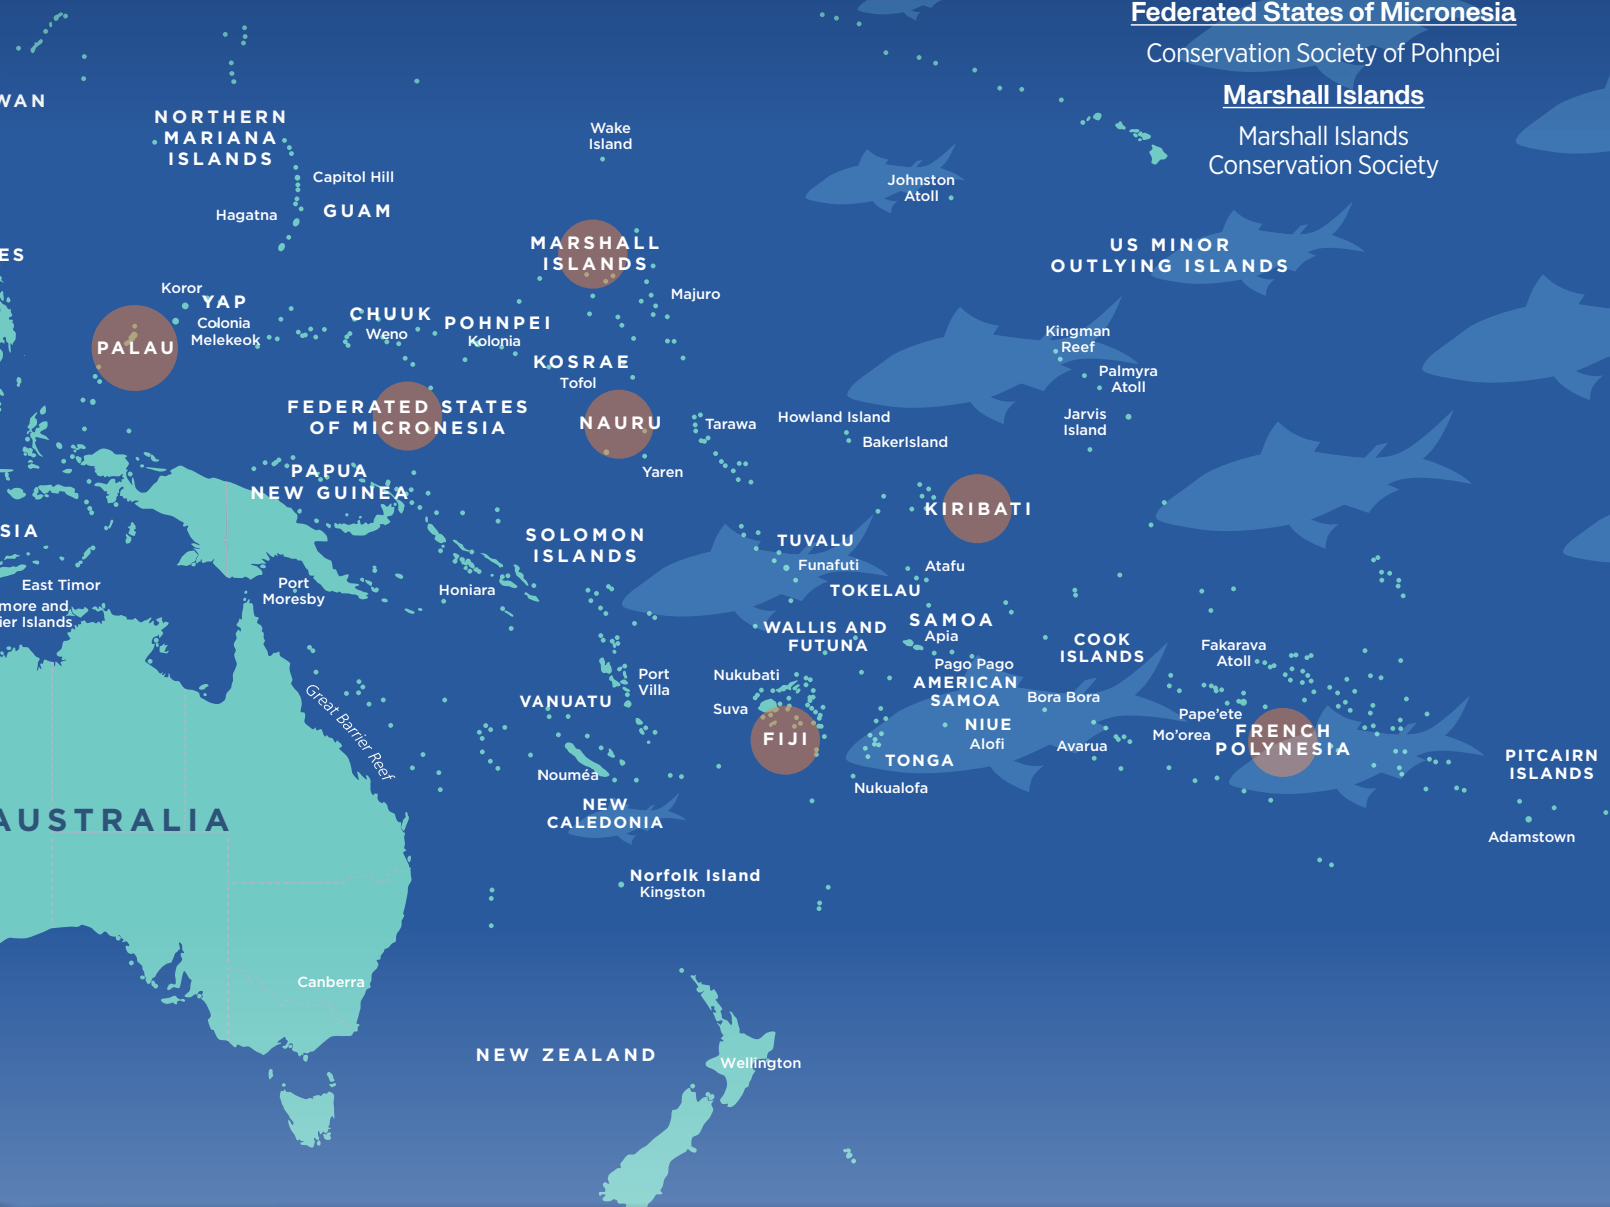 Federated States of Micronesia
Conservation Society of Pohnpei
Marshall Islands
Marshall Islands
Conservation Society
WAN
NORTHERN
MARIANA
ISLANDS
Wake
Island
Capitol Hill
Johnston
Atoll
Hagatna
GUAM
ES
MARSHALL
ISLANDS
US MINOR
OUTLYING ISLANDS
Koror
YAP
Colonia
Melekeok
Majuro
CHUUK
Weno
POHNPEI
Kolonia
PALAU
Kingman
Reef
KOSRAE
Tofol
Palmyra
Atoll
FEDERATED STATES
OF MICRONESIA
NAURU
Tarawa
Howland Island
BakerIsland
Jarvis
Island
PAPUA
NEW GUINEA
Yaren
KIRIBATI
SIA
SOLOMON
ISLANDS
TUVALU
Funafuti
Atafu
East Timor
more and
ier Islands
Port
Moresby
Honiara
TOKELAU
WALLIS AND
FUTUNA
SAMOA
Apia
COOK
ISLANDS
Fakarava
Atoll
Pago Pago
AMERICAN
SAMOA
Port
Villa
Nukubati
Great Barrier Reef
VANUATU
Suva
Bora Bora
Pape'ete
Mo'orea
FIJI
NIUE
Alofi
Avarua
FRENCH
POLYNESIA
TONGA
Nukualofa
PITCAIRN
ISLANDS
Nouméa
NEW
CALEDONIA
AUSTRALIA
Adamstown
Norfolk Island
Kingston
Canberra
NEW ZEALAND
Wellington